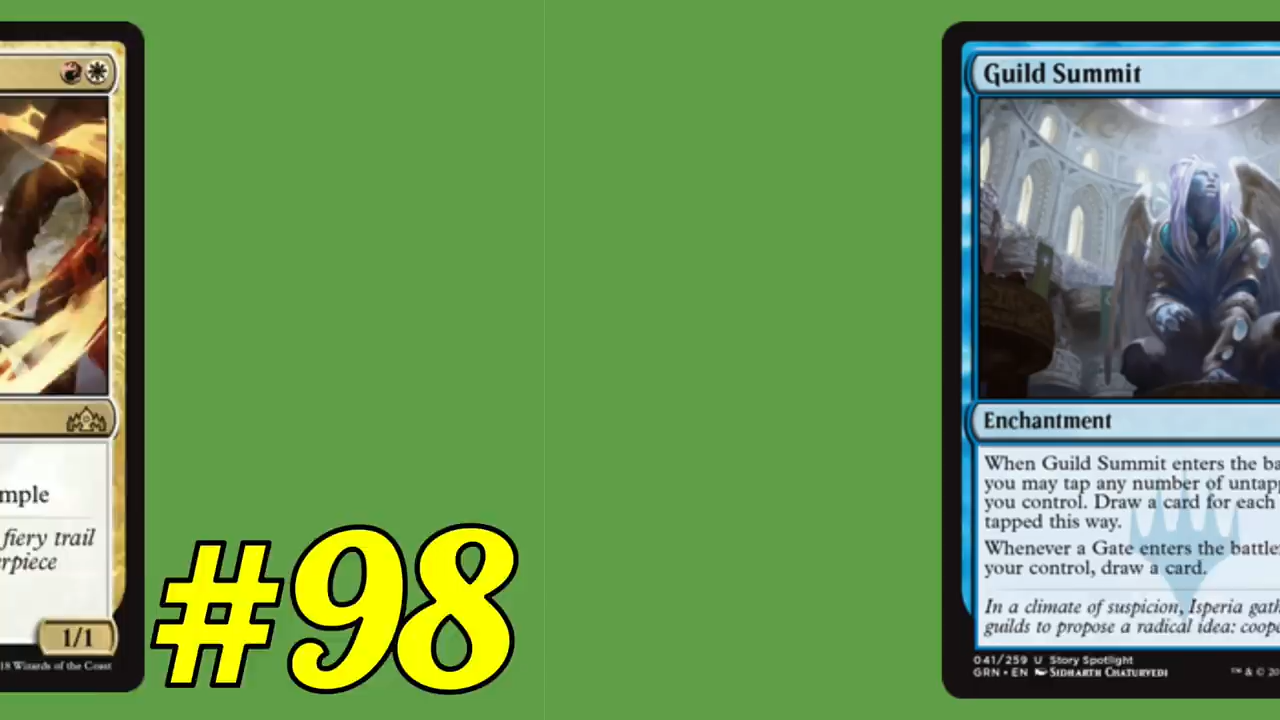 mple
fiery trail
rpiece
1/1
18 Wizards of the Coast
#98
Guild Summit
Enchantment
When Guild Summit enters the ba
you may tap any number of untapp
you control. Draw a card for each
tapped this way.
Whenever a Gate enters the battle
your control, draw a card.
In a climate of suspicion, Isperia gath
guilds to propose a radical idea: coope
041/259 U Story Spotlight
GRN • EN Sidharth Chaturvedi
™ & © 20